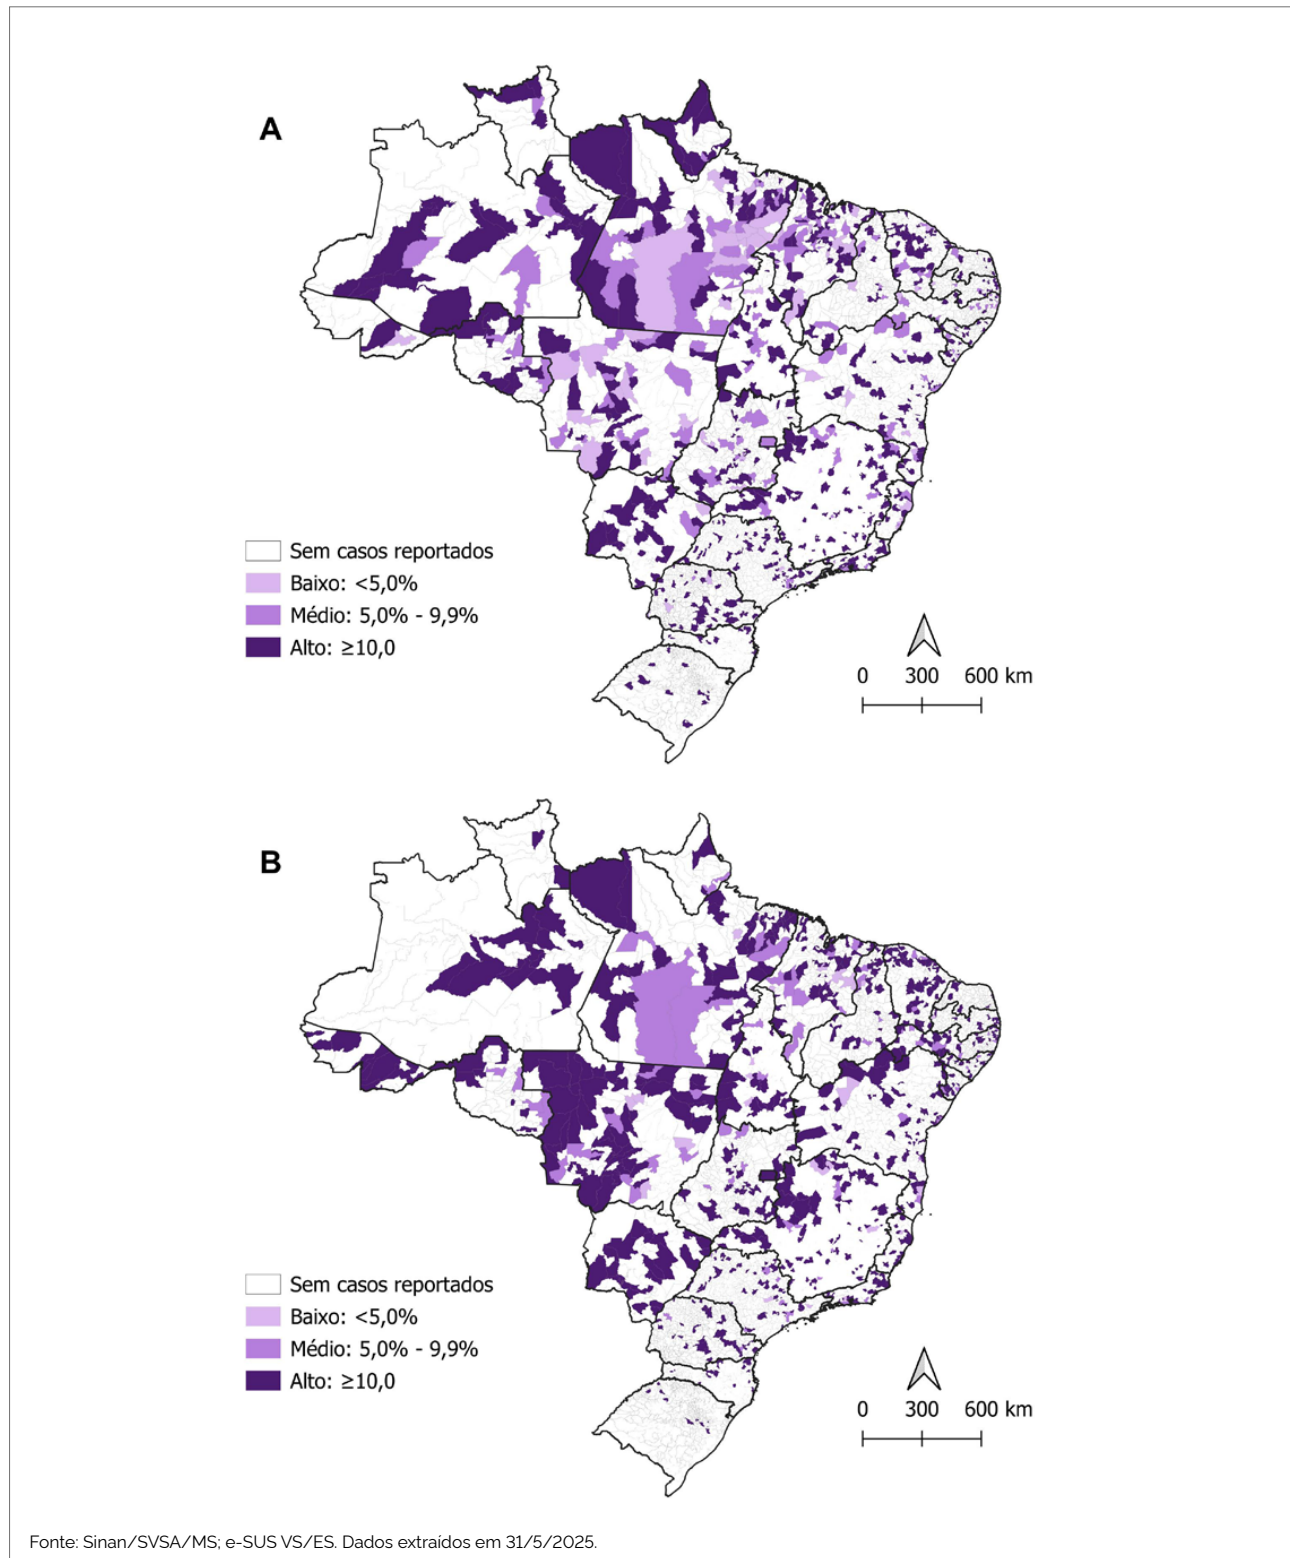 A
Sem casos reportados
Baixo: <5,0%
Médio: 5,0% - 9,9%
Alto: ≥10,0
0 300 600 km
B
Sem casos reportados
Baixo: <5,0%
Médio: 5,0% - 9,9%
Alto: ≥10,0
0 300 600 km
Fonte: Sinan/SVSA/MS; e-SUS VS/ES. Dados extraídos em 31/5/2025.